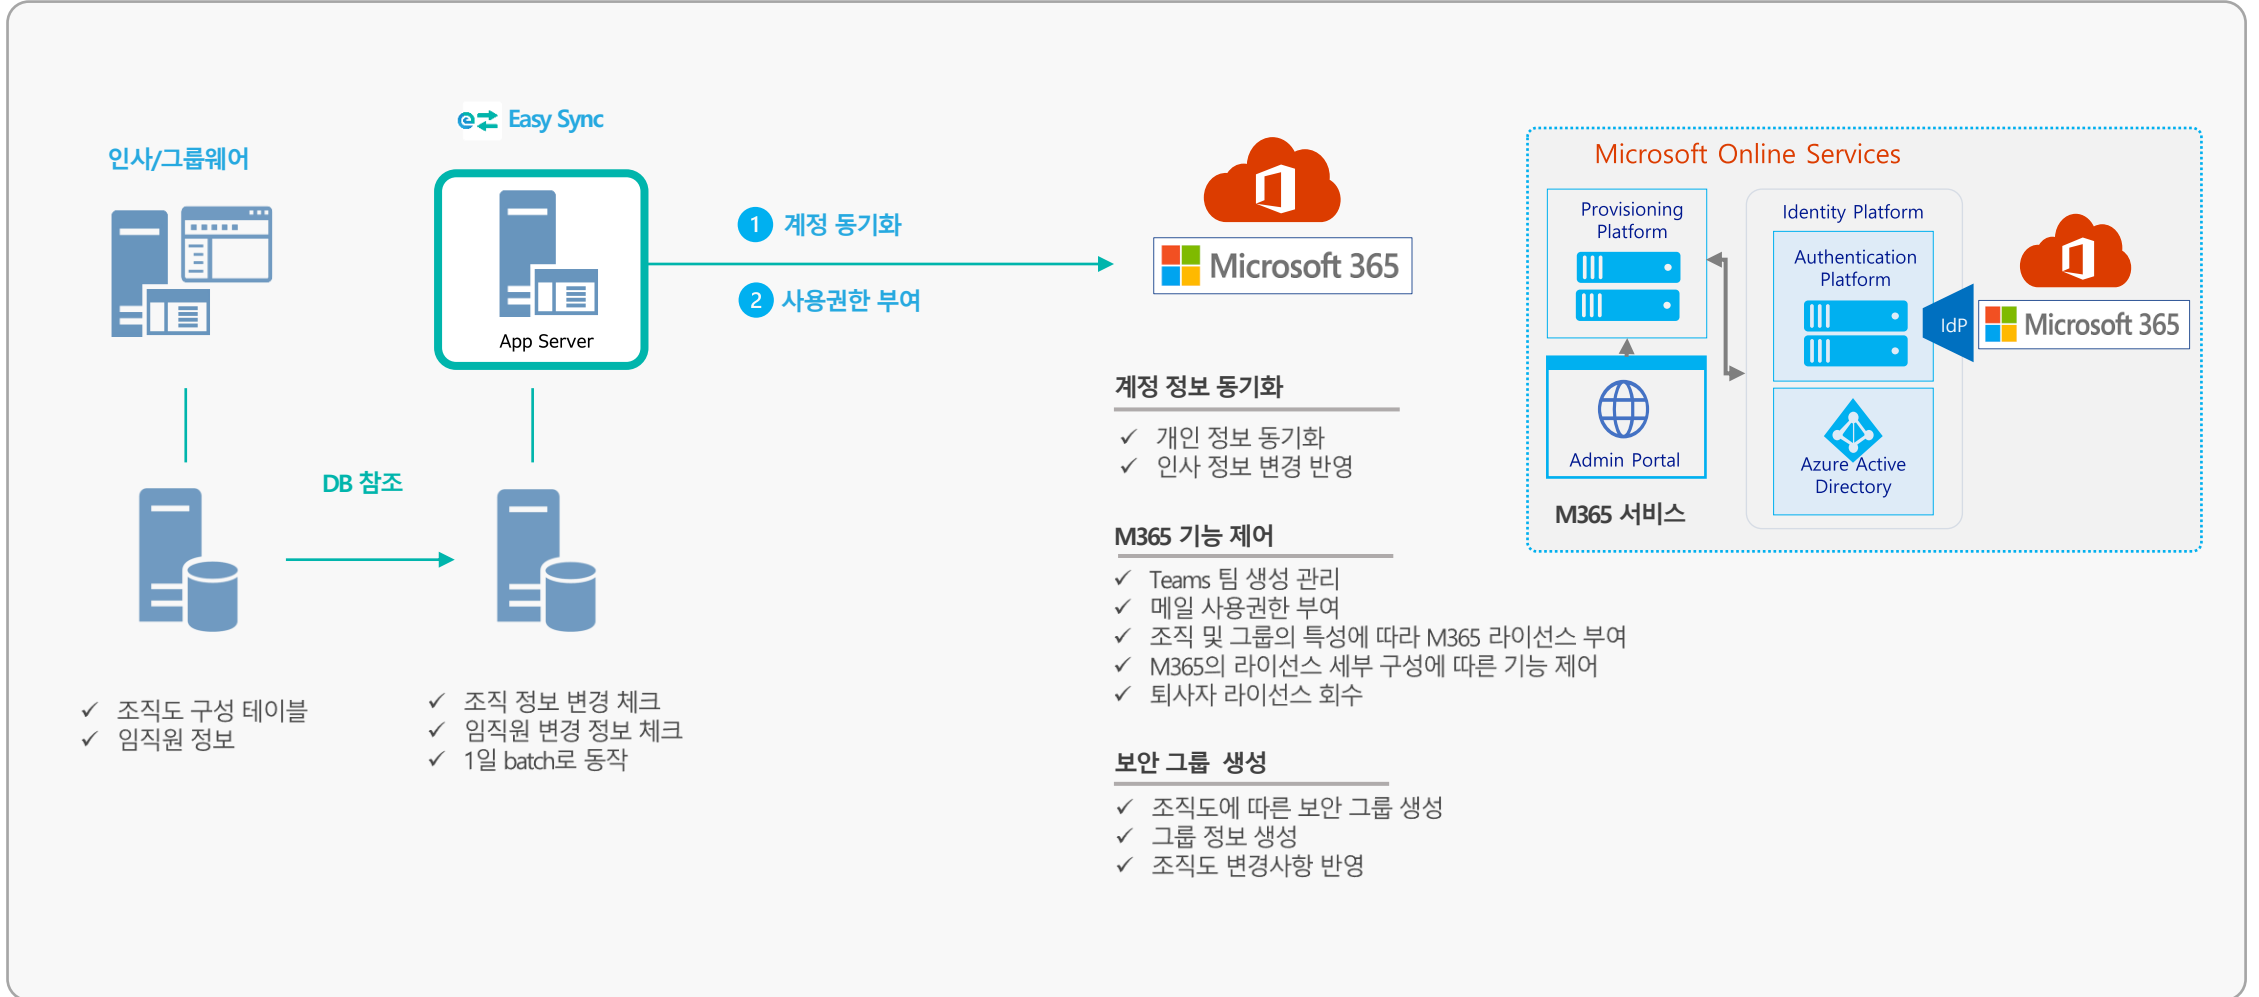 Easy Sync
인사/그룹웨어
App Server
DB 참조
조직도 구성 테이블
임직원 정보
조직 정보 변경 체크
임직원 변경 정보 체크
1일 batch로 동작
1 계정 동기화
2 사용권한 부여
Microsoft 365
계정 정보 동기화
개인 정보 동기화
인사 정보 변경 반영
M365 기능 제어
Teams 팀 생성 관리
메일 사용권한 부여
조직 및 그룹의 특성에 따라 M365 라이선스 부여
M365의 라이선스 세부 구성에 따른 기능 제어
퇴사자 라이선스 회수
보안 그룹 생성
조직도에 따른 보안 그룹 생성
그룹 정보 생성
조직도 변경사항 반영
Microsoft Online Services
Provisioning
Platform
Admin Portal
M365 서비스
Identity Platform
Authentication
Platform
IdP
Microsoft 365
Azure Active
Directory